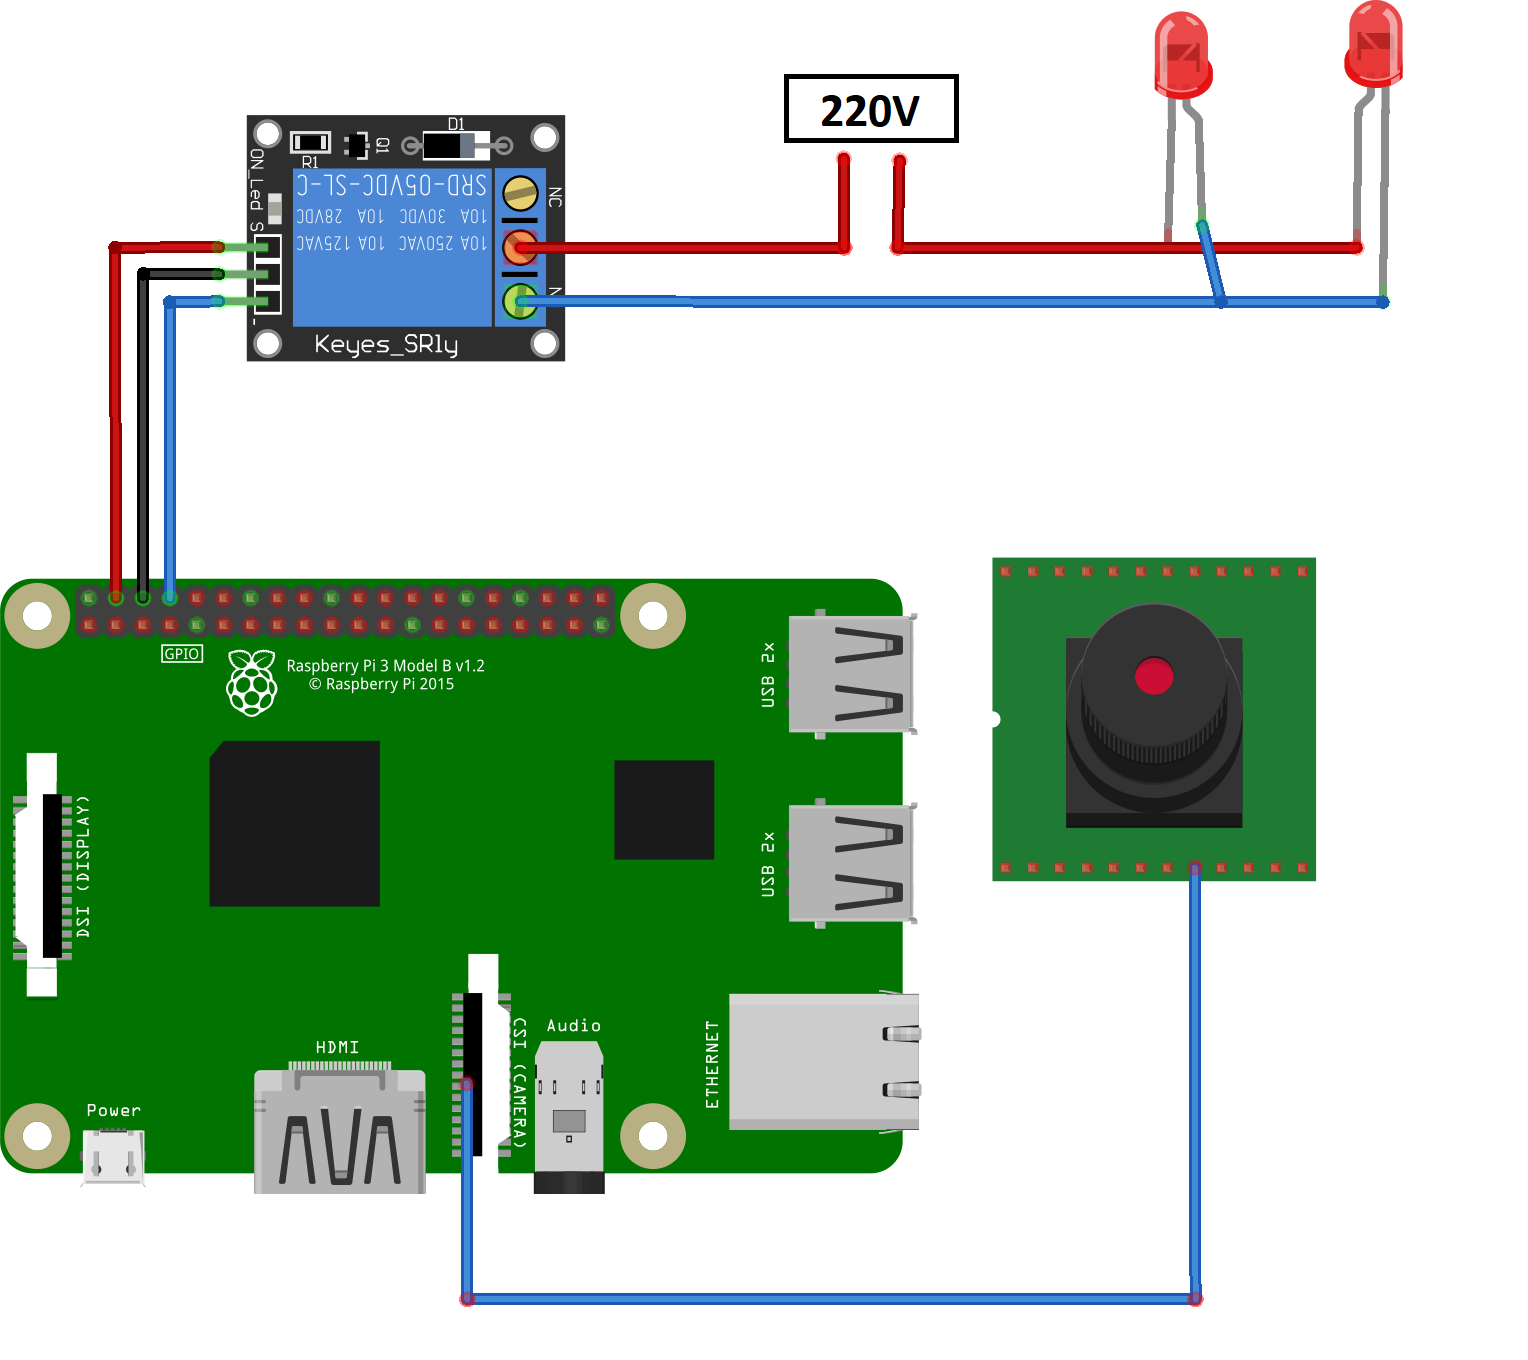 220V
D1
Q1
R1
ON_Led
S
-
SRD-05VDC-SL-C
10A 30VDC 10A 28VDC
10A 250VAC 10A 125VAC
NC
N
Keyes_SRly
GPIO
Raspberry Pi 3 Model B v1.2
© Raspberry Pi 2015
USB 2x
USB 2x
DSI (DISPLAY)
CSI (CAMERA)
Audio
ETHERNET
HDMI
Power